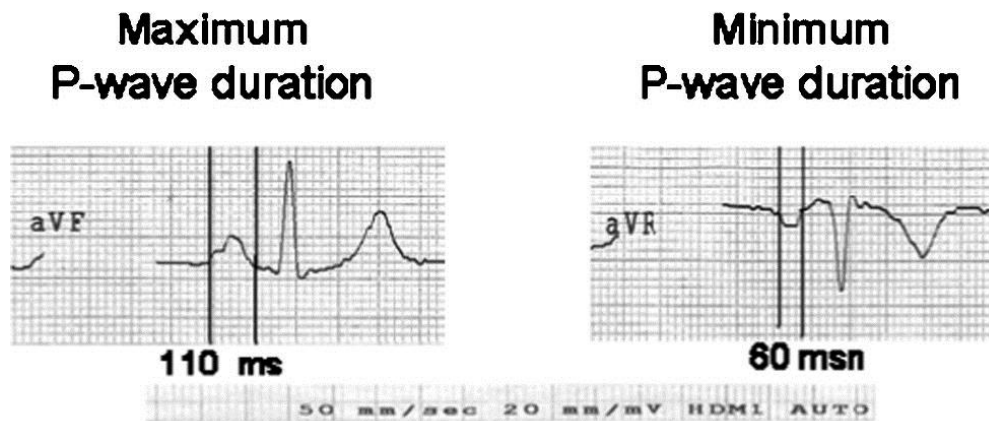 Maximum
P-wave duration
Minimum
P-wave duration
aVF
aVR
110 ms
60 msn
50 mm/sec 20 mm/mV HDM1 AUTO